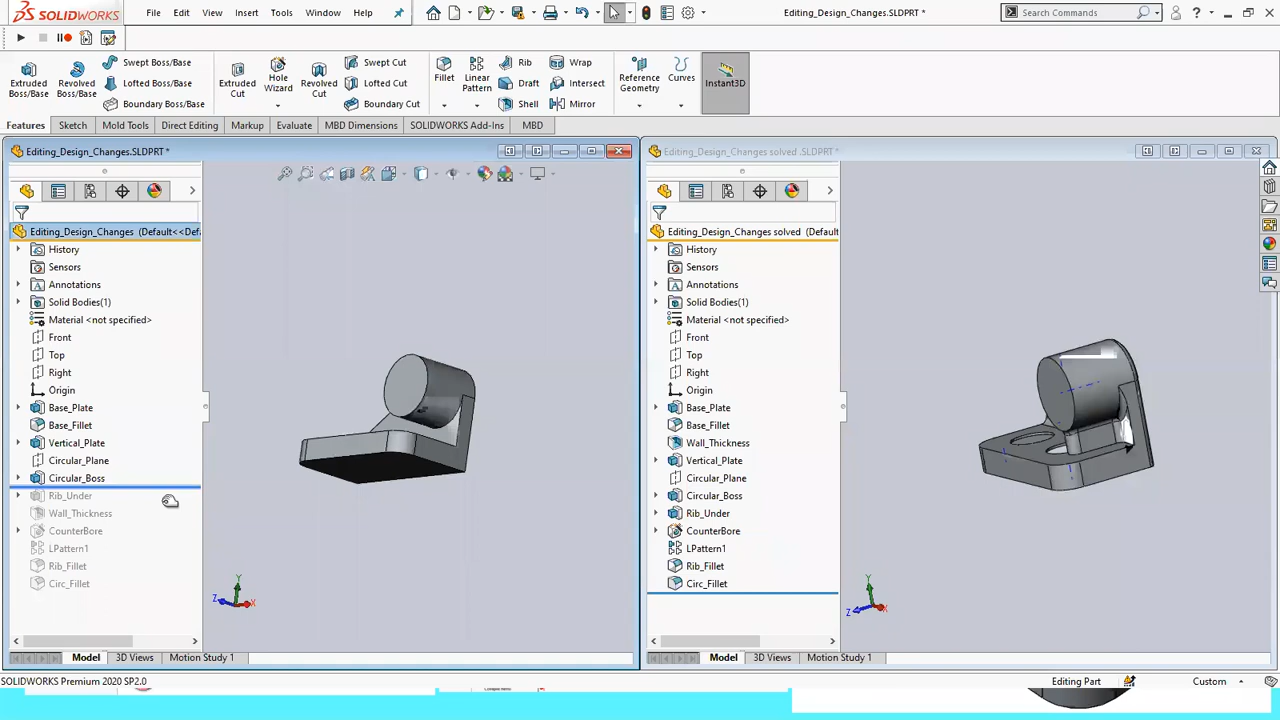 SOLIDWORKS File Edit View Insert Tools Window Help Editing_Design_Changes.SLDPRT * Search Commands
Extruded Boss/Base Revolved Boss/Base Swept Boss/Base Lofted Boss/Base Boundary Boss/Base Extruded Cut Hole Wizard Revolved Cut Swept Cut Lofted Cut Boundary Cut Fillet Linear Pattern Rib Draft Shell Wrap Intersect Mirror Reference Geometry Curves Instant3D
Features Sketch Mold Tools Direct Editing Markup Evaluate MBD Dimensions SOLIDWORKS Add-Ins MBD
Editing_Design_Changes.SLDPRT *
Editing_Design_Changes (Default<<Def
History
Sensors
Annotations
Solid Bodies(1)
Material <not specified>
Front
Top
Right
Origin
Base_Plate
Base_Fillet
Vertical_Plate
Circular_Plane
Circular_Boss
Rib_Under
Wall_Thickness
CounterBore
LPattern1
Rib_Fillet
Circ_Fillet
Z Y X
Model 3D Views Motion Study 1
Editing_Design_Changes solved .SLDPRT *
Editing_Design_Changes solved (Default
History
Sensors
Annotations
Solid Bodies(1)
Material <not specified>
Front
Top
Right
Origin
Base_Plate
Base_Fillet
Wall_Thickness
Vertical_Plate
Circular_Plane
Circular_Boss
Rib_Under
CounterBore
LPattern1
Rib_Fillet
Circ_Fillet
Z Y X
Model 3D Views Motion Study 1
SOLIDWORKS Premium 2020 SP2.0 Editing Part Custom